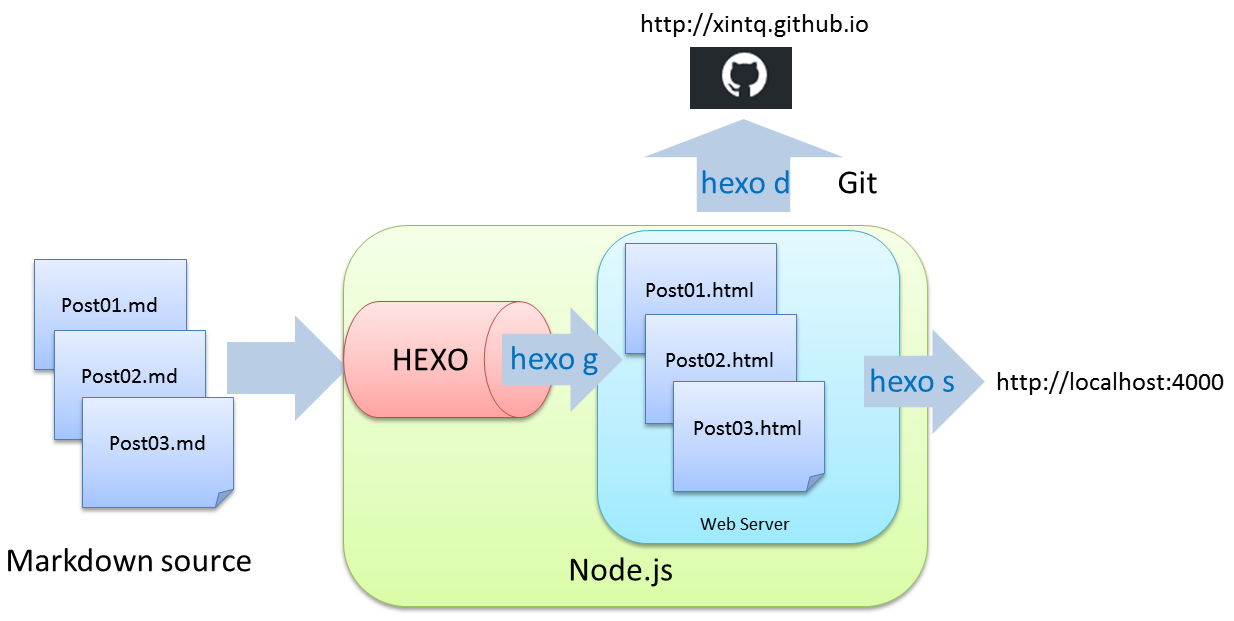 http://xintq.github.io
hexo d
Git
Post01.md
Post02.md
Post03.md
Markdown source
HEXO
hexo g
Post01.html
Post02.html
Post03.html
Web Server
Node.js
hexo s
http://localhost:4000